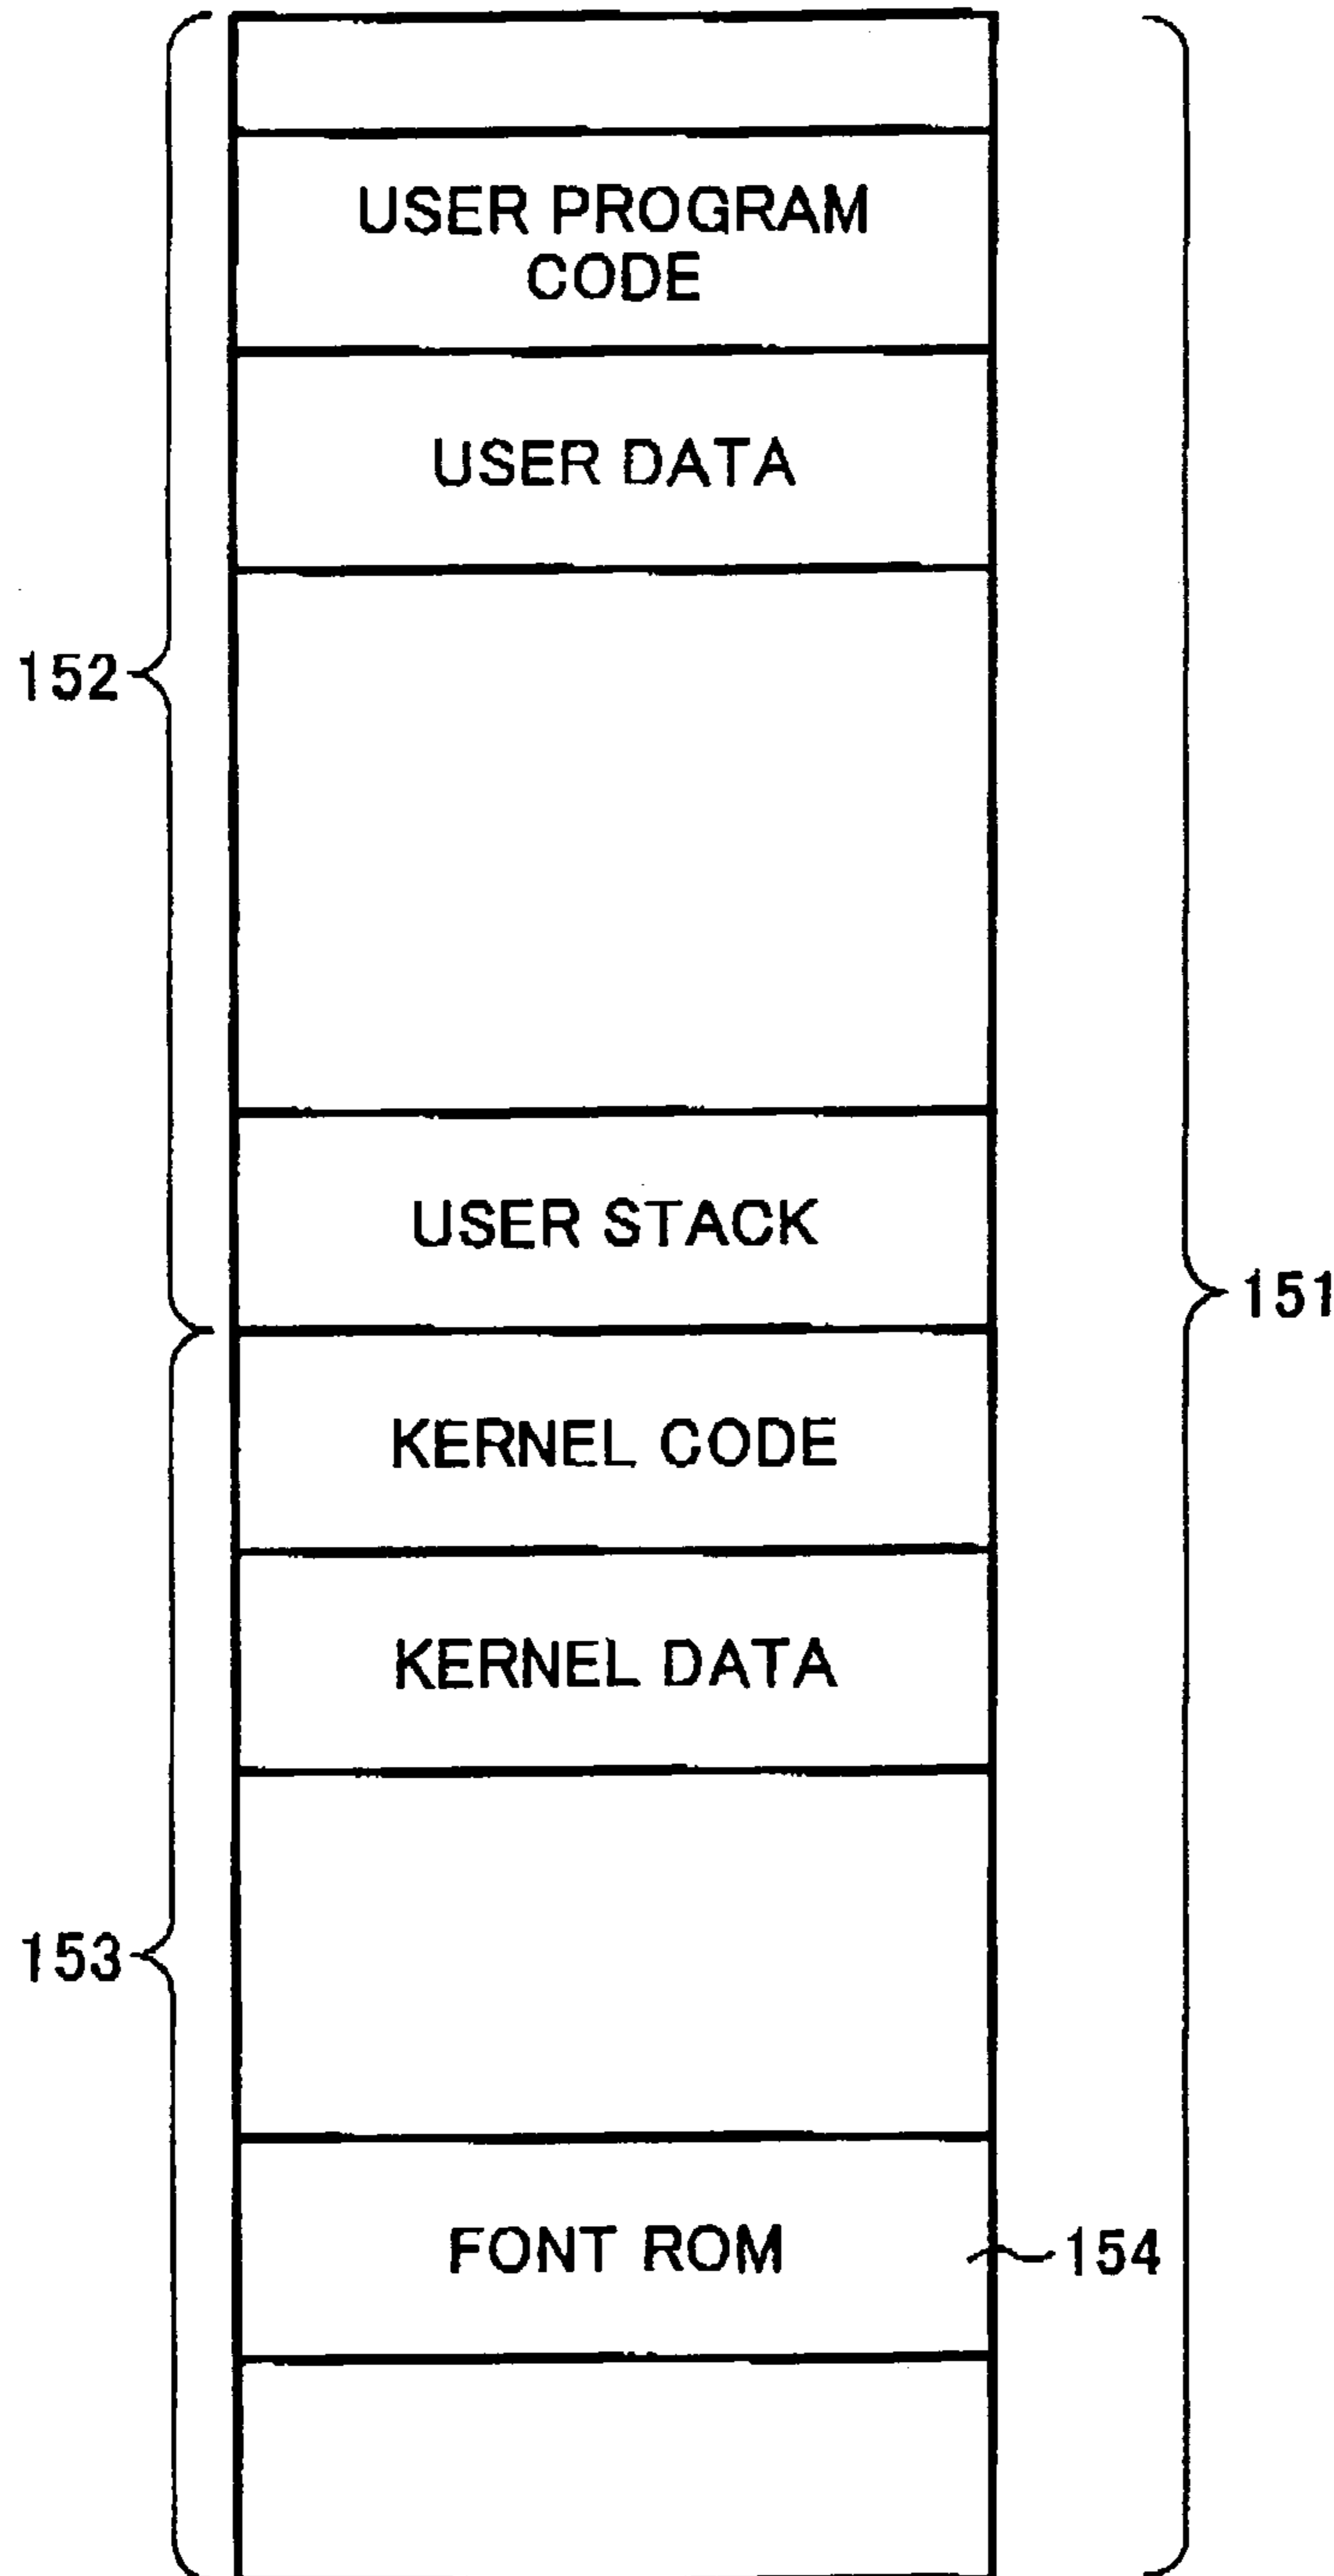 USER PROGRAM
CODE
USER DATA
152
USER STACK
151
KERNEL CODE
KERNEL DATA
153
FONT ROM
154